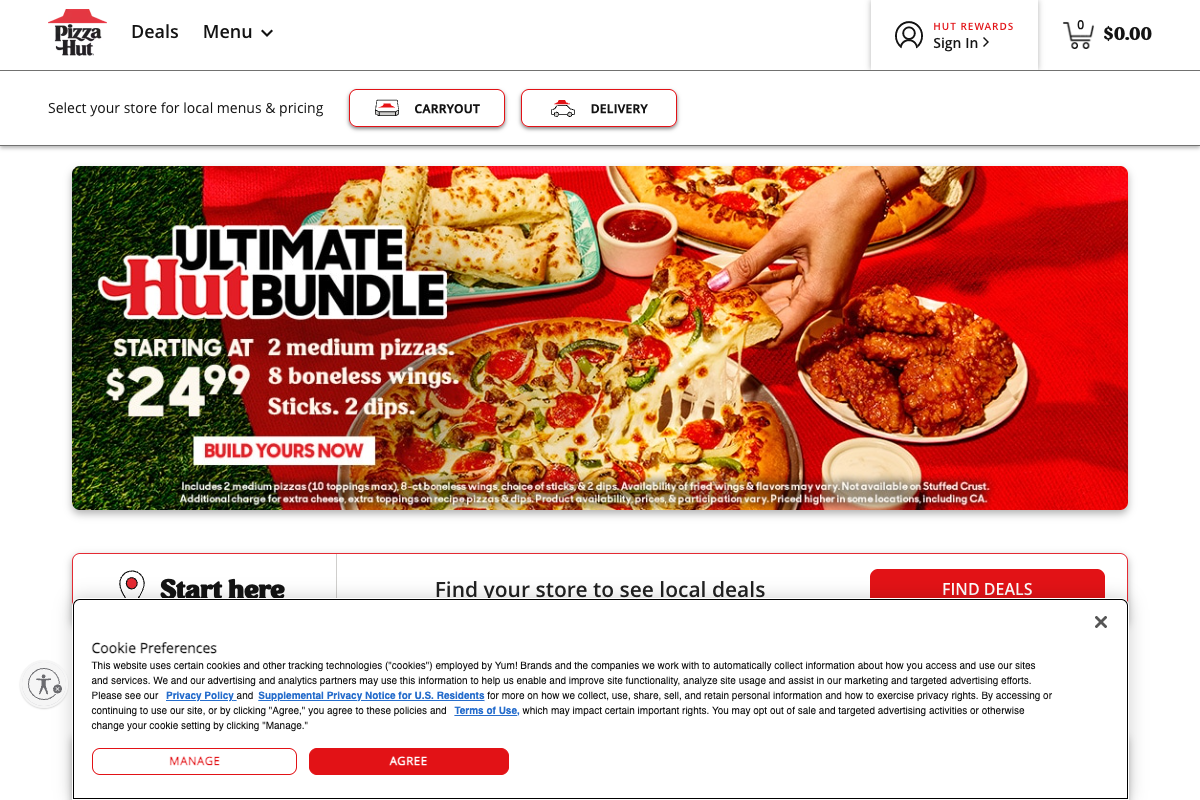 Pizza
Hut
Deals
Menu
HUT REWARDS
Sign In
0
$0.00
Select your store for local menus & pricing
CARRYOUT
DELIVERY
ULTIMATE
Hut BUNDLE
STARTING AT
$24.99
2 medium pizzas.
8 boneless wings.
Sticks. 2 dips.
BUILD YOURS NOW
Includes 2 medium pizzas (10 toppings max), 8-ct boneless wings, choice of sticks, & 2 dips. Availability of fried wings & flavors may vary. Not available on Stuffed Crust.
Additional charge for extra cheese, extra toppings on recipe pizzas & dips. Product availability, prices, & participation vary. Priced higher in some locations, including CA.
Start here
Find your store to see local deals
FIND DEALS
Cookie Preferences
This website uses certain cookies and other tracking technologies ("cookies") employed by Yum! Brands and the companies we work with to automatically collect information about how you access and use our sites
and services. We and our advertising and analytics partners may use this information to help us enable and improve site functionality, analyze site usage and assist in our marketing and targeted advertising efforts.
Please see our Privacy Policy and Supplemental Privacy Notice for U.S. Residents for more on how we collect, use, share, sell, and retain personal information and how to exercise privacy rights. By accessing or
continuing to use our site, or by clicking "Agree," you agree to these policies and Terms of Use, which may impact certain important rights. You may opt out of sale and targeted advertising activities or otherwise
change your cookie setting by clicking "Manage."
MANAGE
AGREE